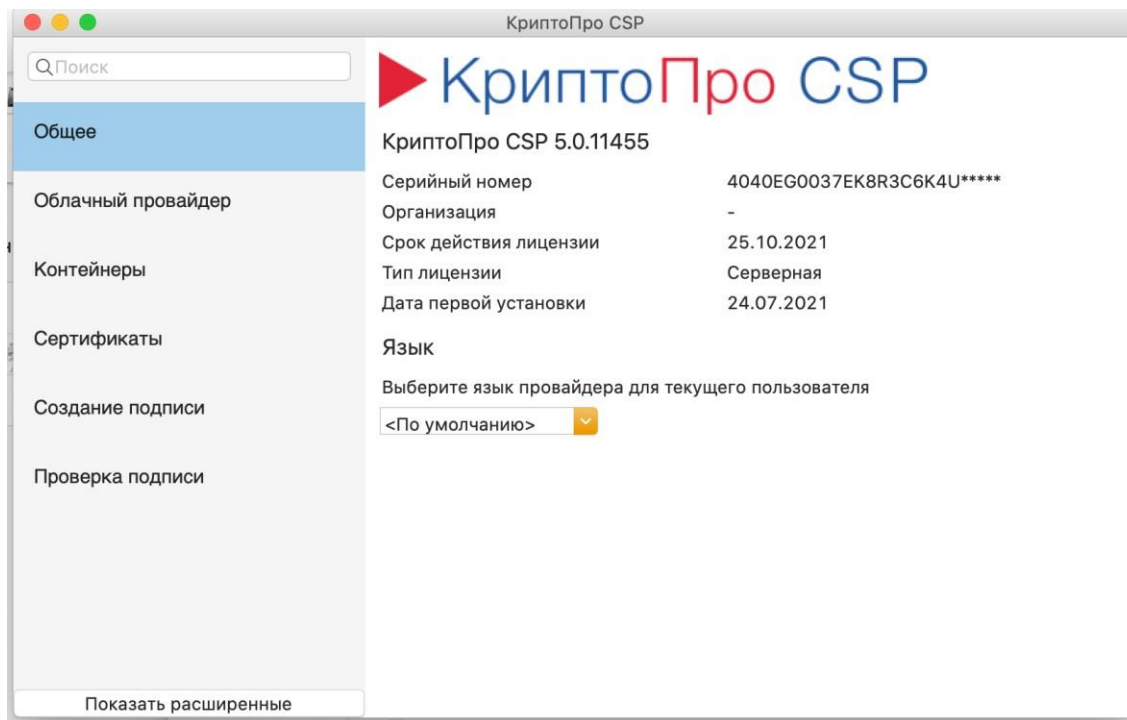 КриптоПро CSP
Поиск
Общее
Облачный провайдер
Контейнеры
Сертификаты
Создание подписи
Проверка подписи
Показать расширенные
КриптоПро CSP
КриптоПро CSP 5.0.11455
Серийный номер 4040EG0037EK8R3C6K4U*****
Организация -
Срок действия лицензии 25.10.2021
Тип лицензии Серверная
Дата первой установки 24.07.2021
Язык
Выберите язык провайдера для текущего пользователя
<По умолчанию>